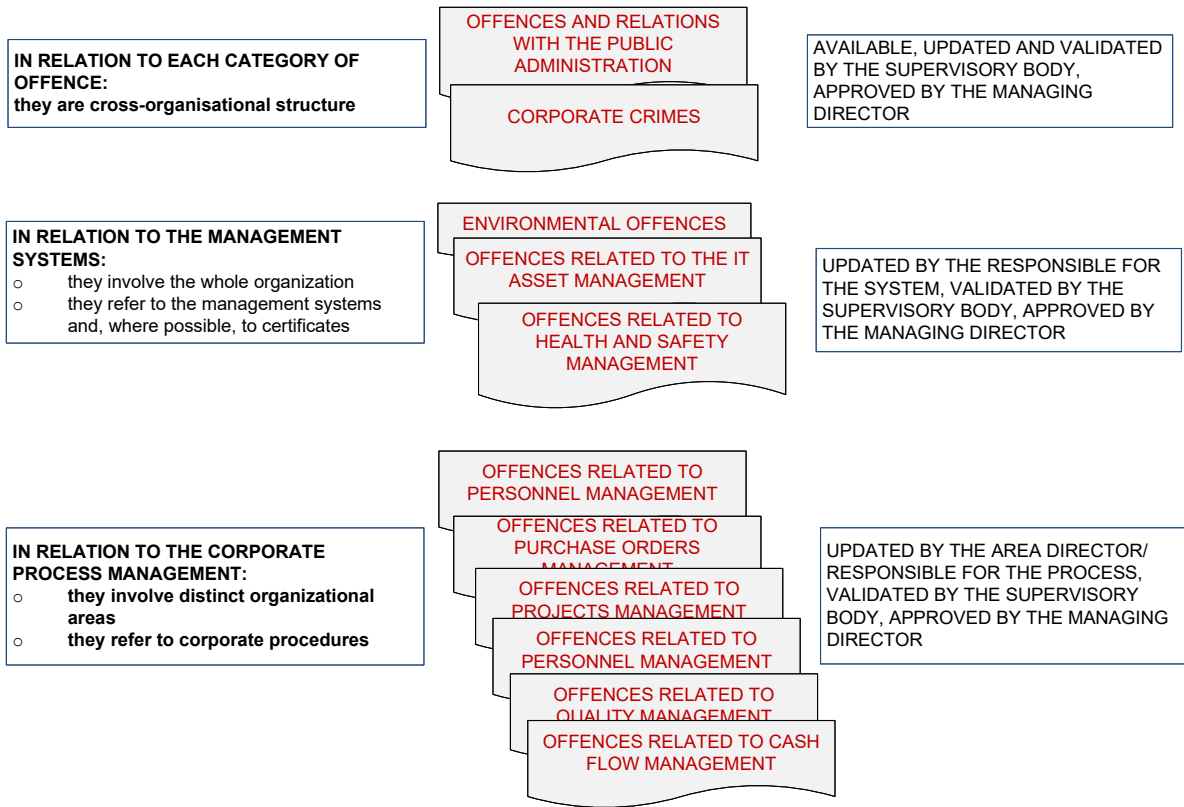 IN RELATION TO EACH CATEGORY OF
OFFENCE:
they are cross-organisational structure
OFFENCES AND RELATIONS
WITH THE PUBLIC
ADMINISTRATION
CORPORATE CRIMES
AVAILABLE, UPDATED AND VALIDATED
BY THE SUPERVISORY BODY,
APPROVED BY THE MANAGING
DIRECTOR
IN RELATION TO THE MANAGEMENT
SYSTEMS:
o they involve the whole organization
o they refer to the management systems
and, where possible, to certificates
ENVIRONMENTAL OFFENCES
OFFENCES RELATED TO THE IT
ASSET MANAGEMENT
OFFENCES RELATED TO
HEALTH AND SAFETY
MANAGEMENT
UPDATED BY THE RESPONSIBLE FOR
THE SYSTEM, VALIDATED BY THE
SUPERVISORY BODY, APPROVED BY
THE MANAGING DIRECTOR
IN RELATION TO THE CORPORATE
PROCESS MANAGEMENT:
o they involve distinct organizational
areas
o they refer to corporate procedures
OFFENCES RELATED TO
PERSONNEL MANAGEMENT
OFFENCES RELATED TO
PURCHASE ORDERS
MANAGEMENT
OFFENCES RELATED TO
PROJECTS MANAGEMENT
OFFENCES RELATED TO
PERSONNEL MANAGEMENT
OFFENCES RELATED TO
QUALITY MANAGEMENT
OFFENCES RELATED TO CASH
FLOW MANAGEMENT
UPDATED BY THE AREA DIRECTOR/
RESPONSIBLE FOR THE PROCESS,
VALIDATED BY THE SUPERVISORY
BODY, APPROVED BY THE MANAGING
DIRECTOR